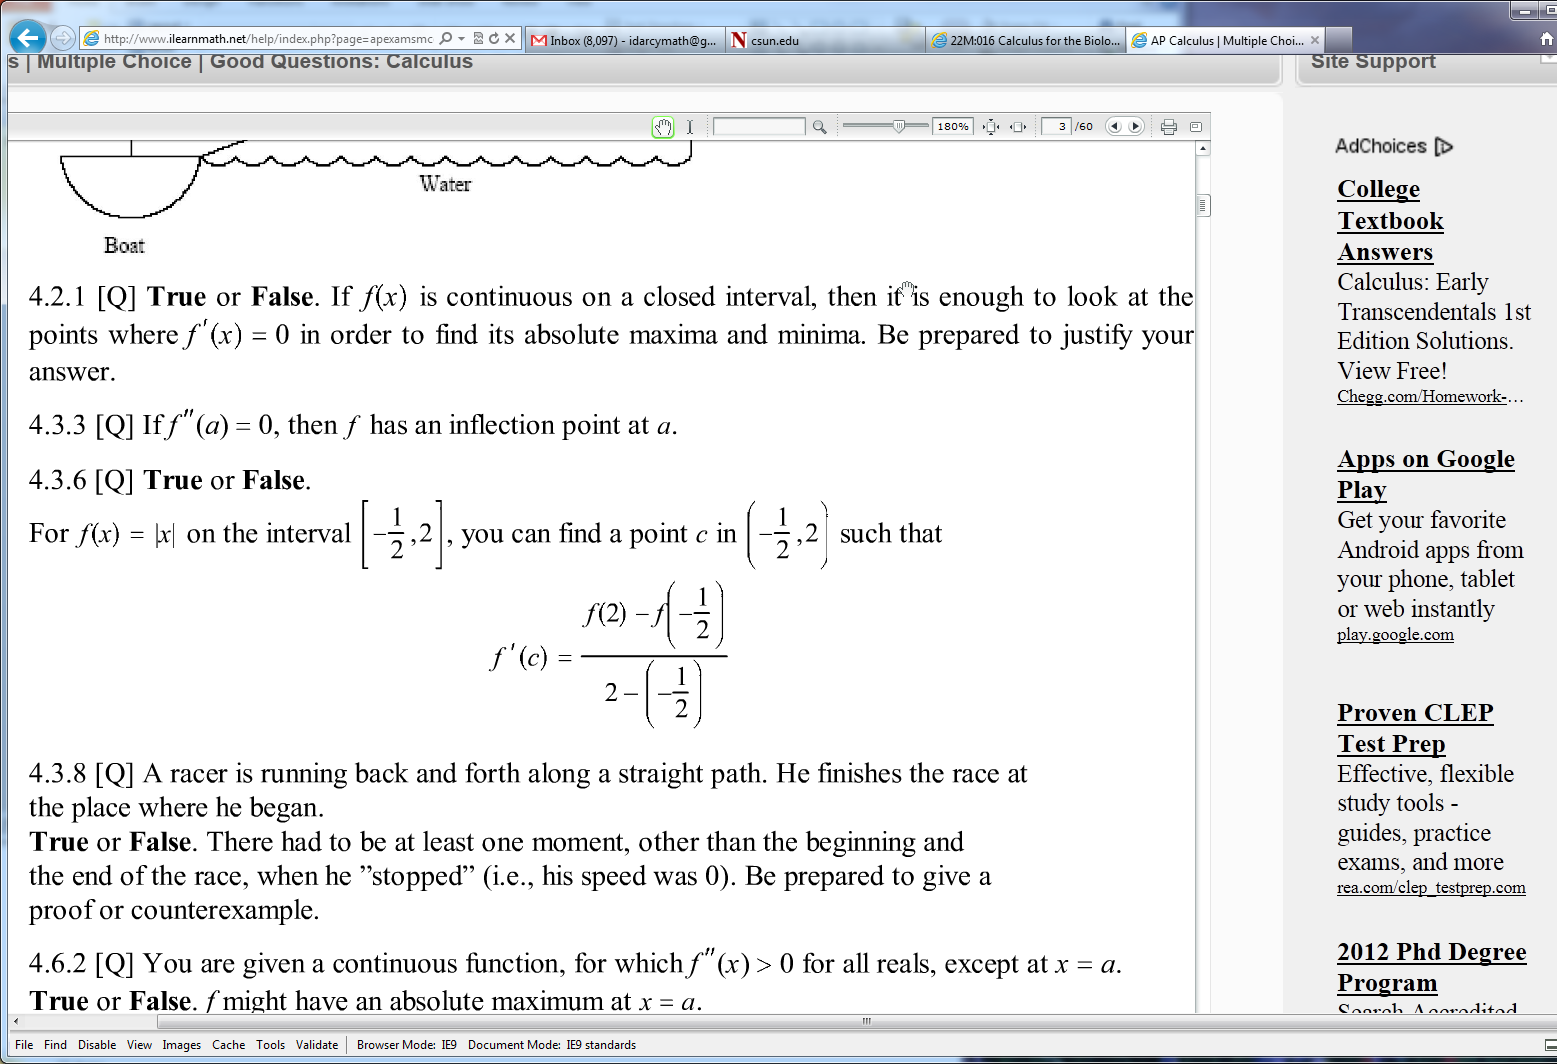 http://www.ilearnmath.net/help/index.php?page=apexamsmc
Inbox (8,097) - idarcymath@g...
csun.edu
22M:016 Calculus for the Biolo...
AP Calculus | Multiple Choi...
s | Multiple Choice | Good Questions: Calculus
Site Support
180%
3 /60
Water
Boat
4.2.1 [Q] True or False. If f(x) is continuous on a closed interval, then it is enough to look at the
points where f′(x) = 0 in order to find its absolute maxima and minima. Be prepared to justify your
answer.
4.3.3 [Q] If f″(a) = 0, then f has an inflection point at a.
4.3.6 [Q] True or False.
For f(x) = |x| on the interval [−1/2, 2], you can find a point c in (−1/2, 2) such that
f′(c) = (f(2) − f(−1/2)) / (2 − (−1/2))
4.3.8 [Q] A racer is running back and forth along a straight path. He finishes the race at
the place where he began.
True or False. There had to be at least one moment, other than the beginning and
the end of the race, when he ”stopped” (i.e., his speed was 0). Be prepared to give a
proof or counterexample.
4.6.2 [Q] You are given a continuous function, for which f″(x) > 0 for all reals, except at x = a.
True or False. f might have an absolute maximum at x = a.
AdChoices
College
Textbook
Answers
Calculus: Early
Transcendentals 1st
Edition Solutions.
View Free!
Chegg.com/Homework-...
Apps on Google
Play
Get your favorite
Android apps from
your phone, tablet
or web instantly
play.google.com
Proven CLEP
Test Prep
Effective, flexible
study tools -
guides, practice
exams, and more
rea.com/clep_testprep.com
2012 Phd Degree
Program
Search Accredited
File Find Disable View Images Cache Tools Validate Browser Mode: IE9 Document Mode: IE9 standards